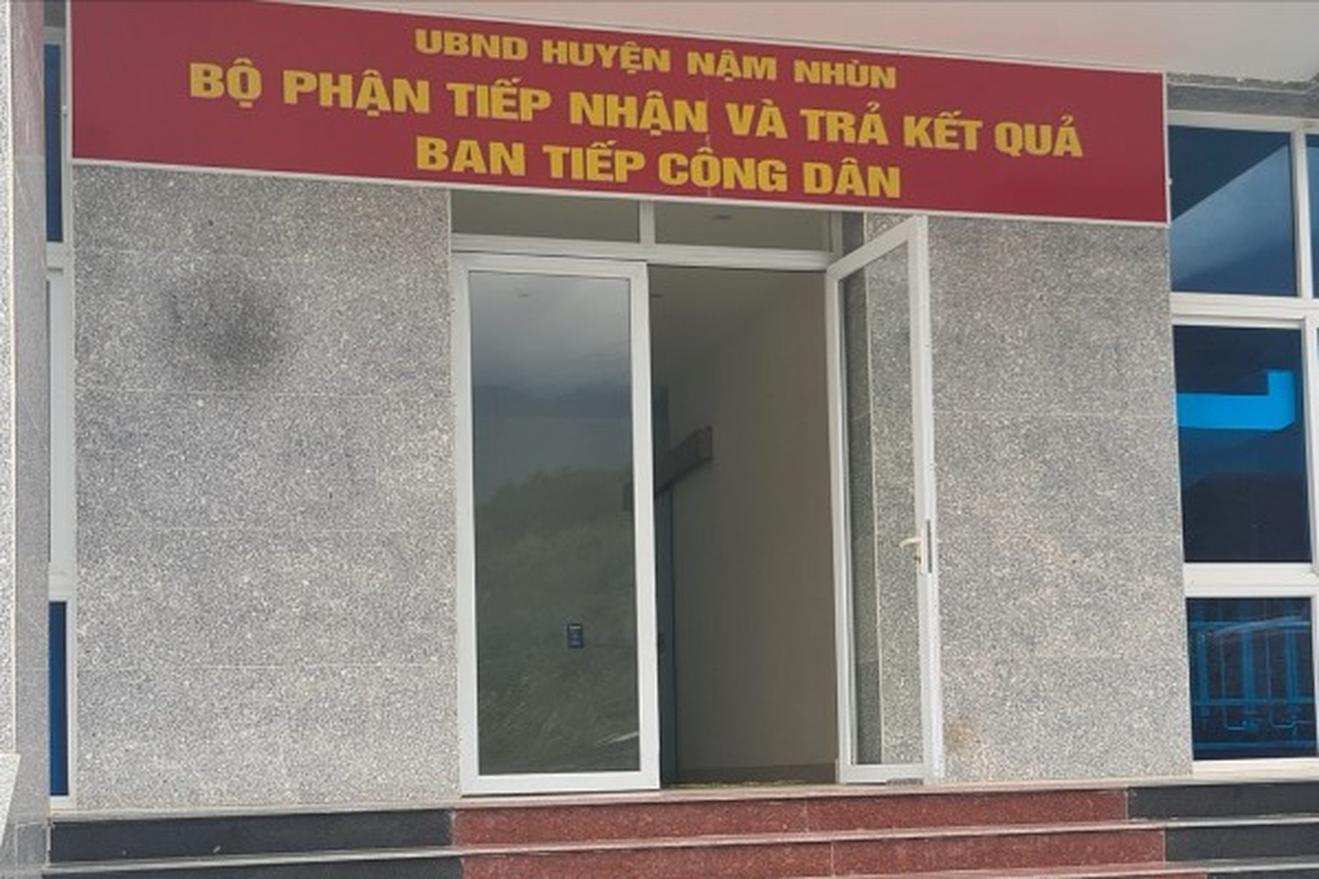 UBND HUYỆN NẬM NHÙN
BỘ PHẬN TIẾP NHẬN VÀ TRẢ KẾT QUẢ
BAN TIẾP CÔNG DÂN